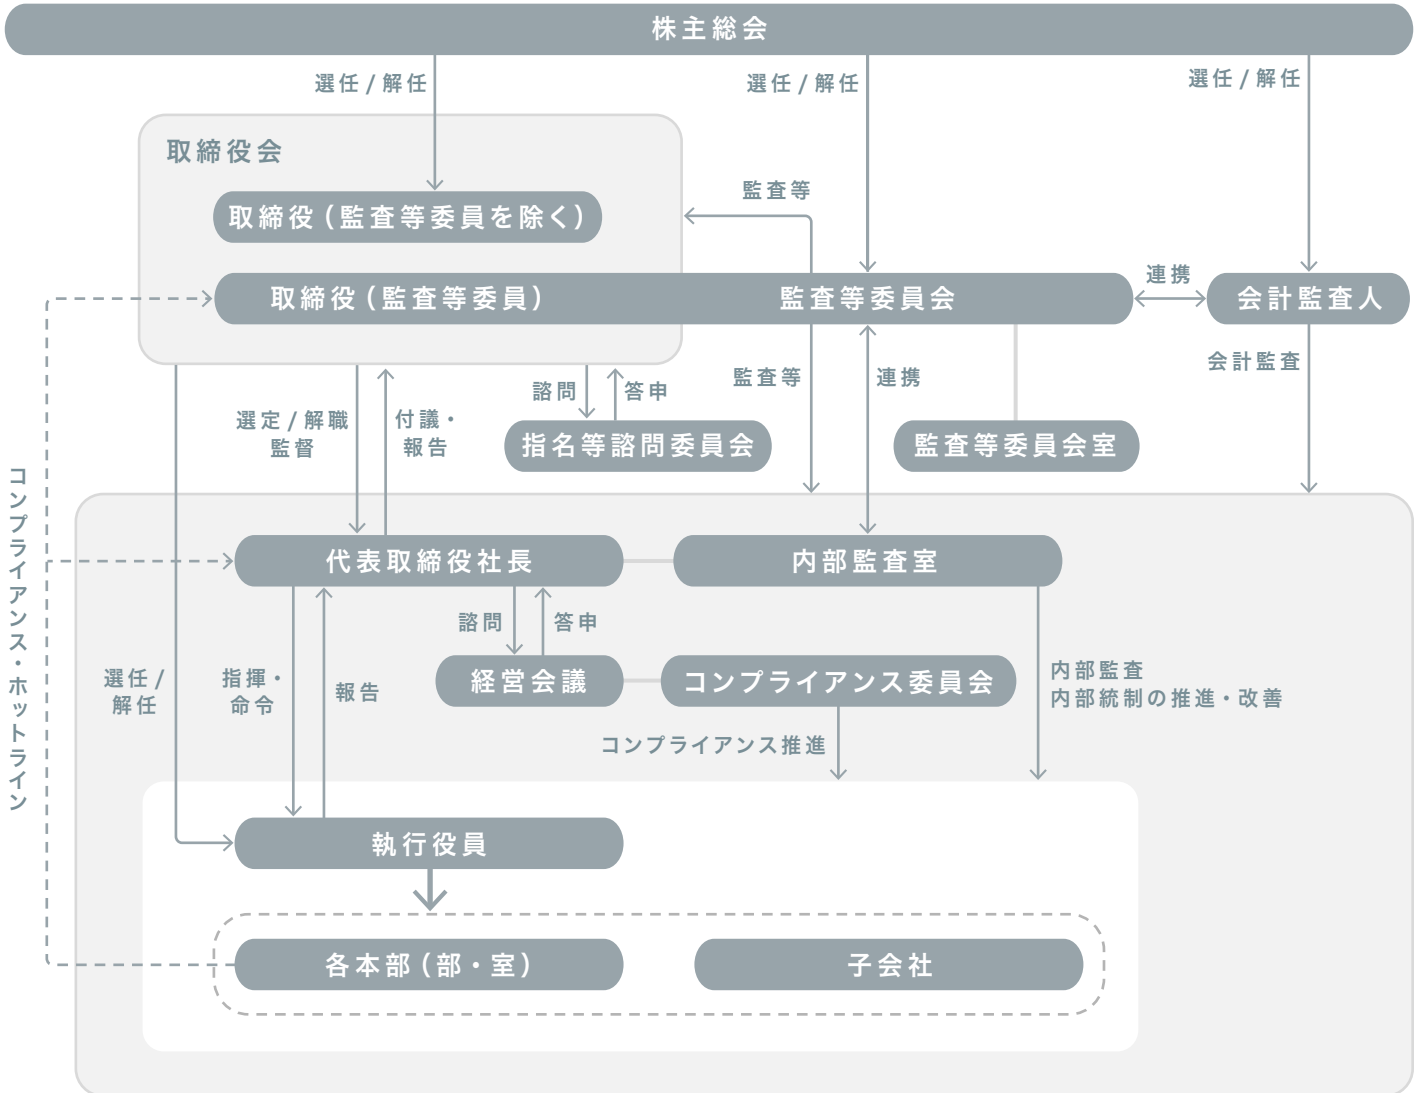 株主総会
選任/解任
選任/解任
選任/解任
取締役会
取締役(監査等委員を除く)
監査等
取締役(監査等委員)
監査等委員会
連携
会計監査人
会計監査
監査等
連携
諮問
答申
選定/解職
監督
付議・
報告
指名等諮問委員会
監査等委員会室
コンプライアンス・ホットライン
代表取締役社長
内部監査室
諮問
答申
経営会議
コンプライアンス委員会
選任/
解任
指揮・
命令
報告
内部監査
内部統制の推進・改善
コンプライアンス推進
執行役員
各本部(部・室)
子会社